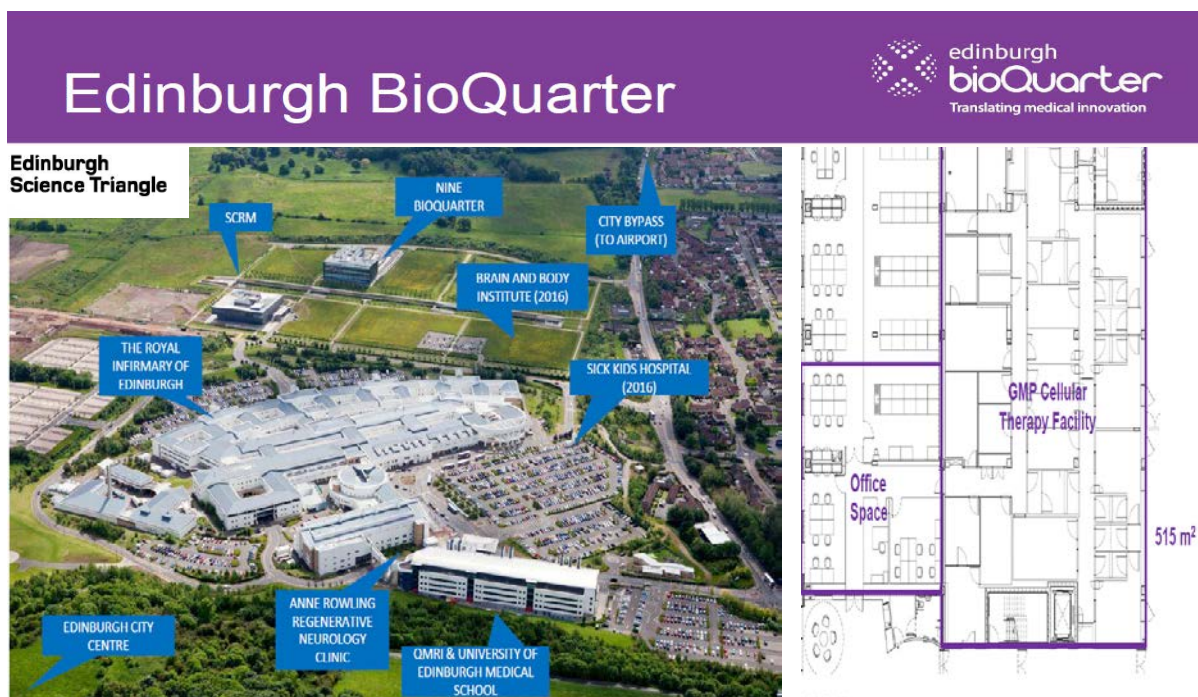 Edinburgh BioQuarter
edinburgh
bioQuarter
Translating medical innovation
Edinburgh
Science Triangle
NINE
BIOQUARTER
SCRM
CITY BYPASS
(TO AIRPORT)
BRAIN AND BODY
INSTITUTE (2016)
THE ROYAL
INFIRMARY OF
EDINBURGH
SICK KIDS HOSPITAL
(2016)
ANNE ROWLING
REGENERATIVE
NEUROLOGY
CLINIC
EDINBURGH CITY
CENTRE
QMRI & UNIVERSITY OF
EDINBURGH MEDICAL
SCHOOL
GMP Cellular
Therapy Facility
Office
Space
515 m²